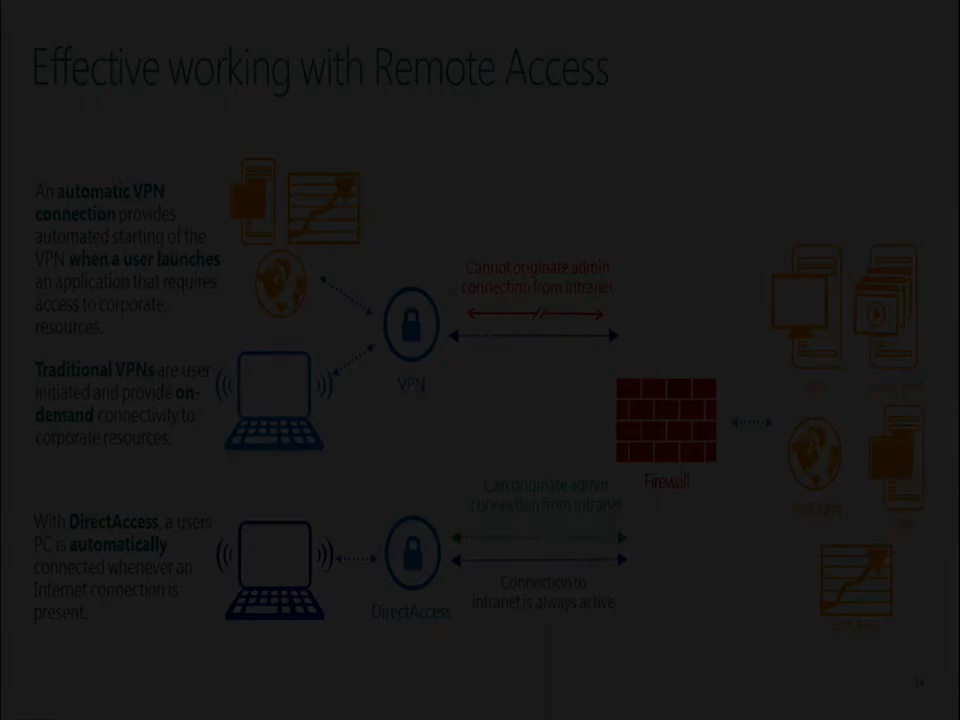 Effective working with Remote Access
An automatic VPN
connection provides
automated starting of the
VPN when a user launches
an application that requires
access to corporate
resources.
Traditional VPNs are user-
initiated and provide on-
demand connectivity to
corporate resources.
With DirectAccess, a users
PC is automatically
connected whenever an
Internet connection is
present.
VPN
DirectAccess
Cannot originate admin
connection from intranet
Can originate admin
connection from intranet
Connection to
intranet is always active
Firewall
Web Apps